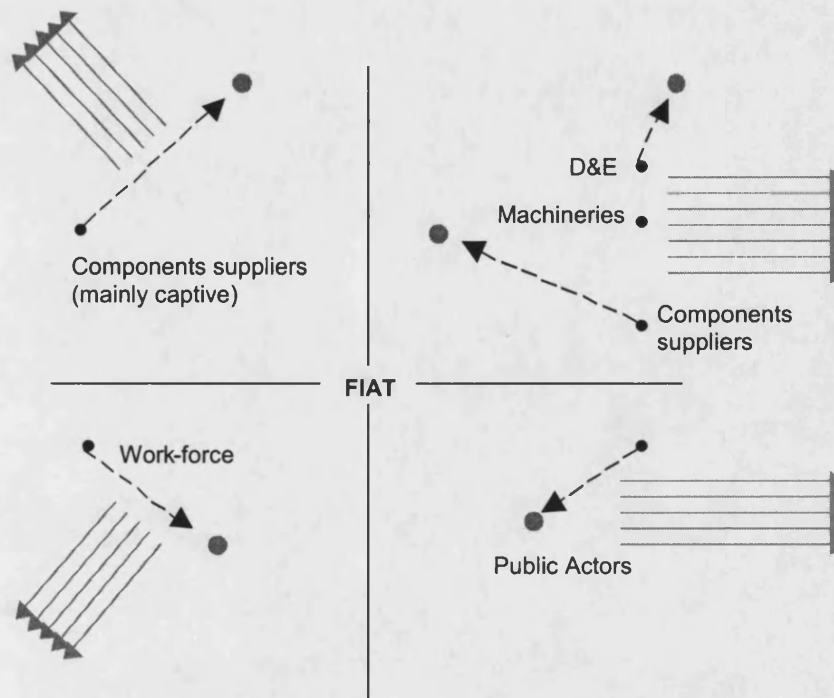 D&E
Machineries
Components suppliers
(mainly captive)
Components
suppliers
FIAT
Work-force
Public Actors